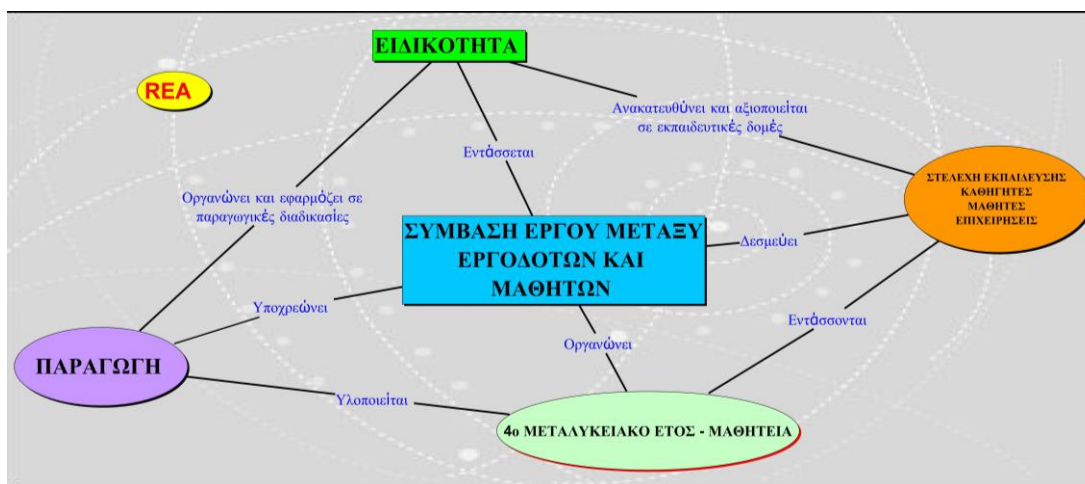 ΕΙΔΙΚΟΤΗΤΑ
REA
Ανακατευθύνει και αξιοποιείται
σε εκπαιδευτικές δομές
Εντάσσεται
Οργανώνει και εφαρμόζει σε
παραγωγικές διαδικασίες
ΣΤΕΛΕΧΗ ΕΚΠΑΙΔΕΥΣΗΣ
ΚΑΘΗΓΗΤΕΣ
ΜΑΘΗΤΕΣ
ΕΠΙΧΕΙΡΗΣΕΙΣ
ΣΥΜΒΑΣΗ ΕΡΓΟΥ ΜΕΤΑΞΥ
ΕΡΓΟΔΟΤΩΝ ΚΑΙ
ΜΑΘΗΤΩΝ
Δεσμεύει
Υποχρεώνει
Εντάσσονται
Οργανώνει
ΠΑΡΑΓΩΓΗ
Υλοποιείται
4ο ΜΕΤΑΛΥΚΕΙΑΚΟ ΕΤΟΣ - ΜΑΘΗΤΕΙΑ